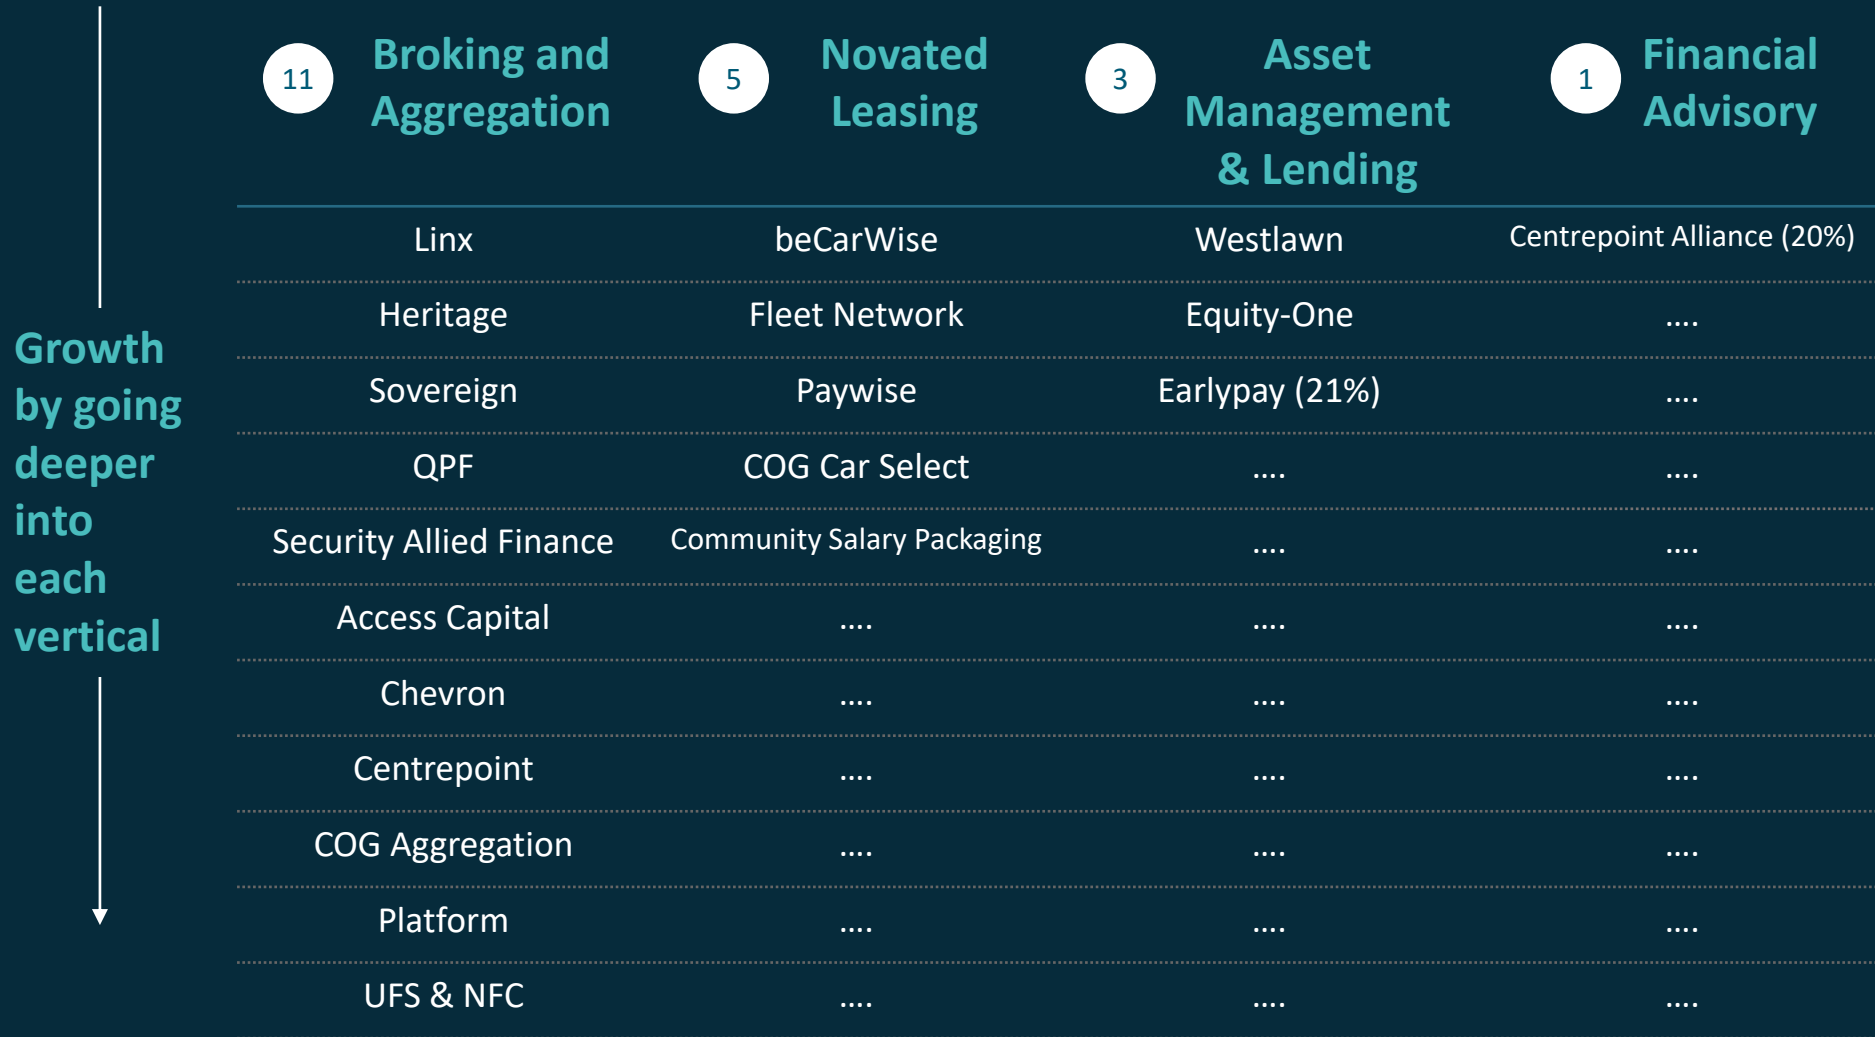 11
Broking and
Aggregation
5
Novated
Leasing
3
Asset
Management
& Lending
1
Financial
Advisory
Growth
by going
deeper
into
each
vertical
Linx
beCarWise
Westlawn
Centrepoint Alliance (20%)
Heritage
Fleet Network
Equity-One
....
Sovereign
Paywise
Earlypay (21%)
....
QPF
COG Car Select
....
....
Security Allied Finance
Community Salary Packaging
....
....
Access Capital
....
....
....
Chevron
....
....
....
Centrepoint
....
....
....
COG Aggregation
....
....
....
Platform
....
....
....
UFS & NFC
....
....
....